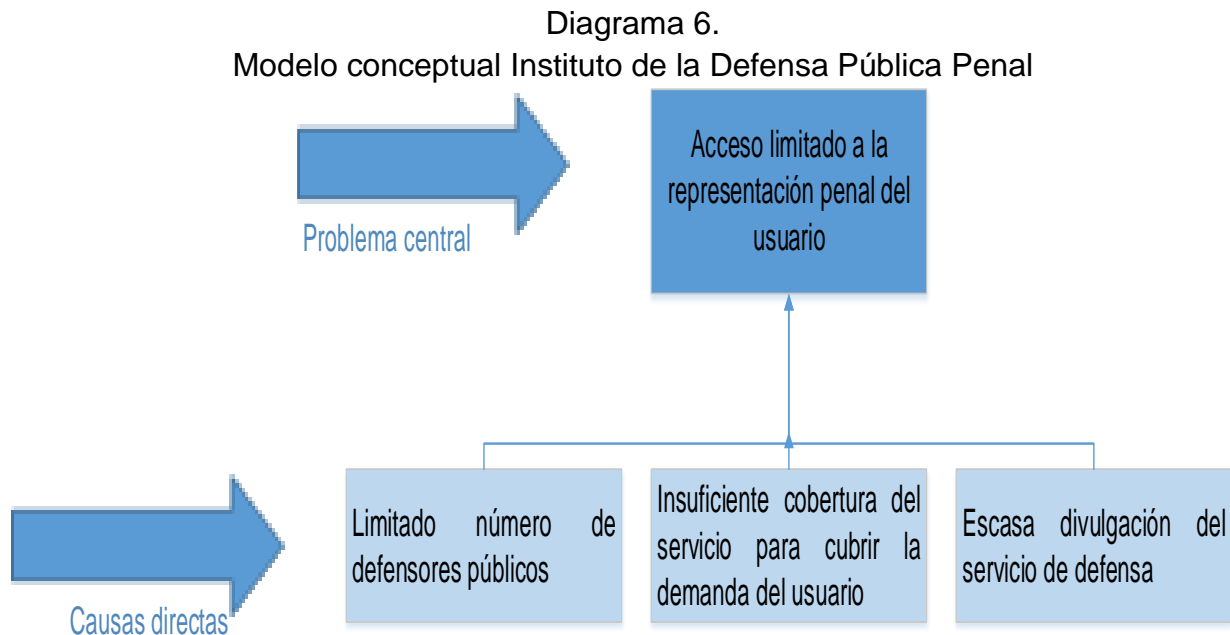 Diagrama 6.
Modelo conceptual Instituto de la Defensa Pública Penal
Acceso limitado a la
representación penal del
usuario
Problema central
Limitado número de
defensores públicos
Insuficiente cobertura del
servicio para cubrir la
demanda del usuario
Escasa divulgación del
servicio de defensa
Causas directas